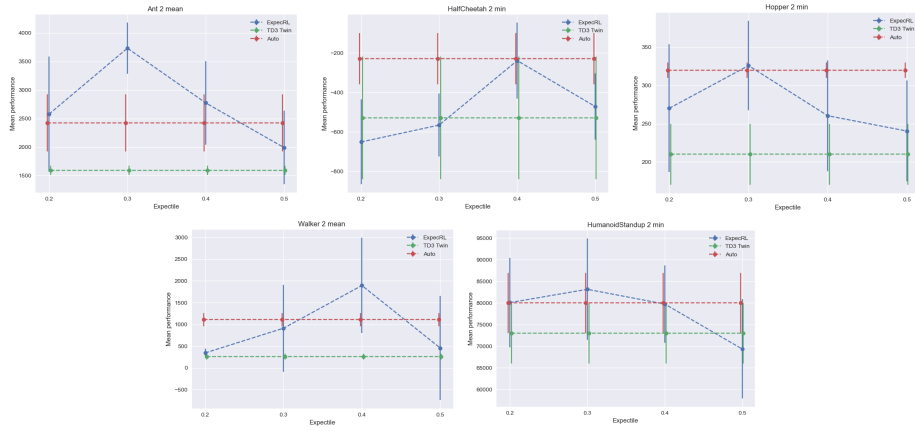 Ant 2 mean
ExpecRL
TD3 Twin
Auto
Mean performance
4000
3500
3000
2500
2000
1500
0.2 0.3 0.4 0.5
Expectile
HalfCheetah 2 min
ExpecRL
TD3 Twin
Auto
Mean performance
−200
−400
−600
−800
0.2 0.3 0.4 0.5
Expectile
Hopper 2 min
ExpecRL
TD3 Twin
Auto
Mean performance
350
300
250
200
0.2 0.3 0.4 0.5
Expectile
Walker 2 mean
ExpecRL
TD3 Twin
Auto
Mean performance
3000
2500
2000
1500
1000
500
0
−500
0.2 0.3 0.4 0.5
Expectile
HumanoidStandup 2 min
ExpecRL
TD3 Twin
Auto
Mean performance
95000
90000
85000
80000
75000
70000
65000
60000
0.2 0.3 0.4 0.5
Expectile